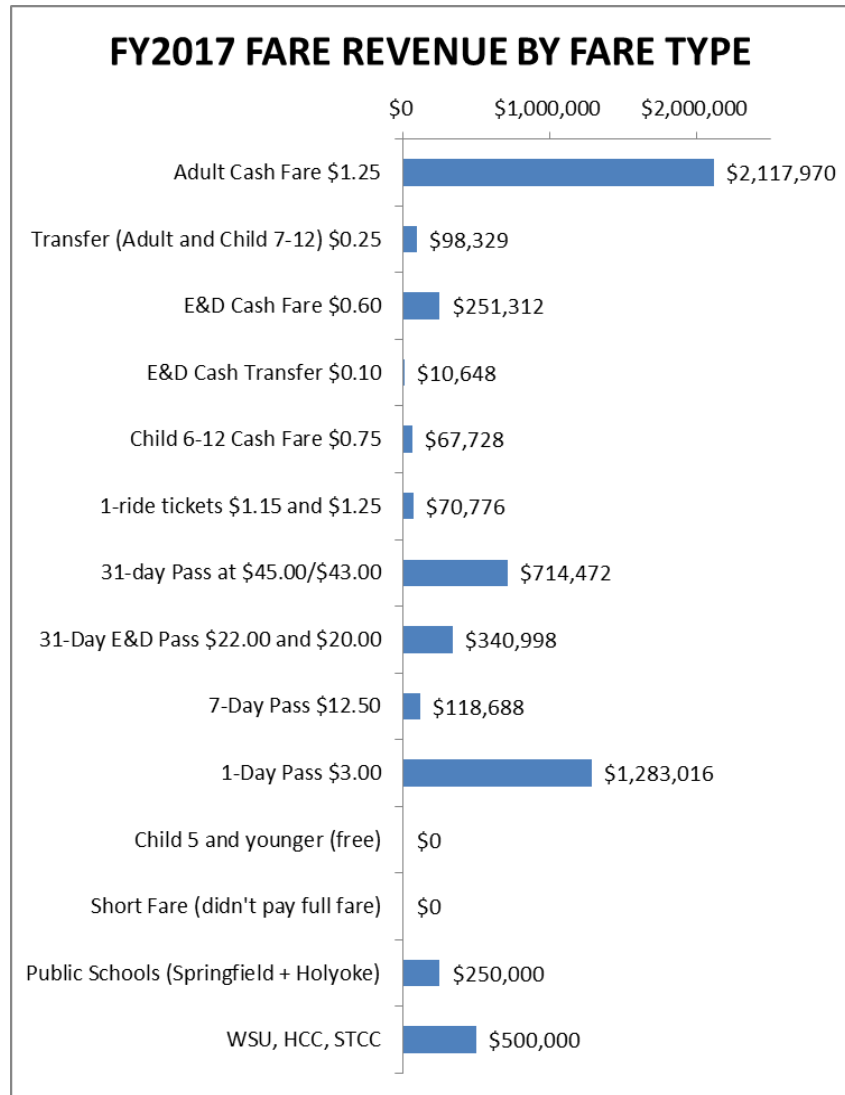 FY2017 FARE REVENUE BY FARE TYPE
$0 $1,000,000 $2,000,000
Adult Cash Fare $1.25 $2,117,970
Transfer (Adult and Child 7-12) $0.25 $98,329
E&D Cash Fare $0.60 $251,312
E&D Cash Transfer $0.10 $10,648
Child 6-12 Cash Fare $0.75 $67,728
1-ride tickets $1.15 and $1.25 $70,776
31-day Pass at $45.00/$43.00 $714,472
31-Day E&D Pass $22.00 and $20.00 $340,998
7-Day Pass $12.50 $118,688
1-Day Pass $3.00 $1,283,016
Child 5 and younger (free) $0
Short Fare (didn't pay full fare) $0
Public Schools (Springfield + Holyoke) $250,000
WSU, HCC, STCC $500,000